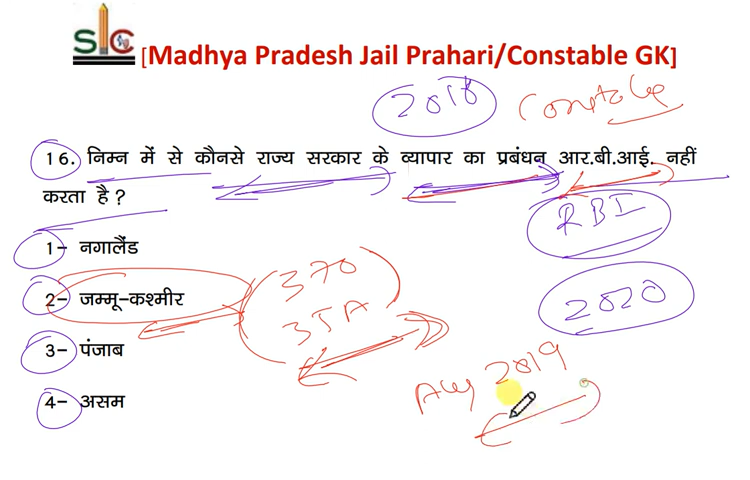 SIC
[Madhya Pradesh Jail Prahari/Constable GK]
2018 Constable
16. निम्न में से कौनसे राज्य सरकार के व्यापार का प्रबंधन आर.बी.आई. नहीं
करता है ?
RBI
1- नगालैंड
370
2- जम्मू-कश्मीर
2020
35A
3- पंजाब
Aug 2019
4- असम